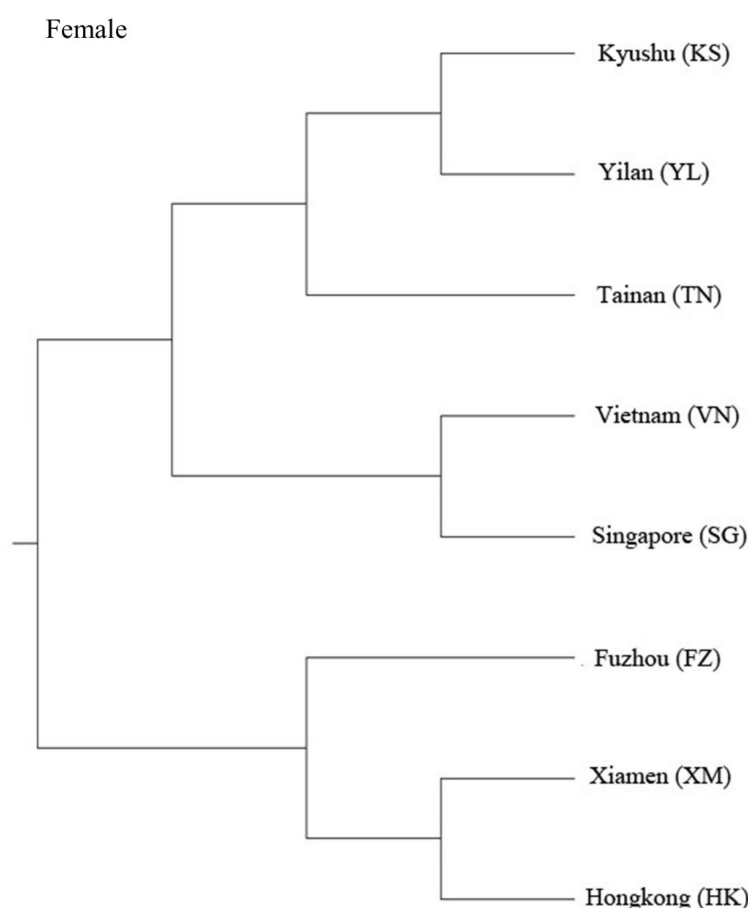 Female
Kyushu (KS)
Yilan (YL)
Tainan (TN)
Vietnam (VN)
Singapore (SG)
Fuzhou (FZ)
Xiamen (XM)
Hongkong (HK)